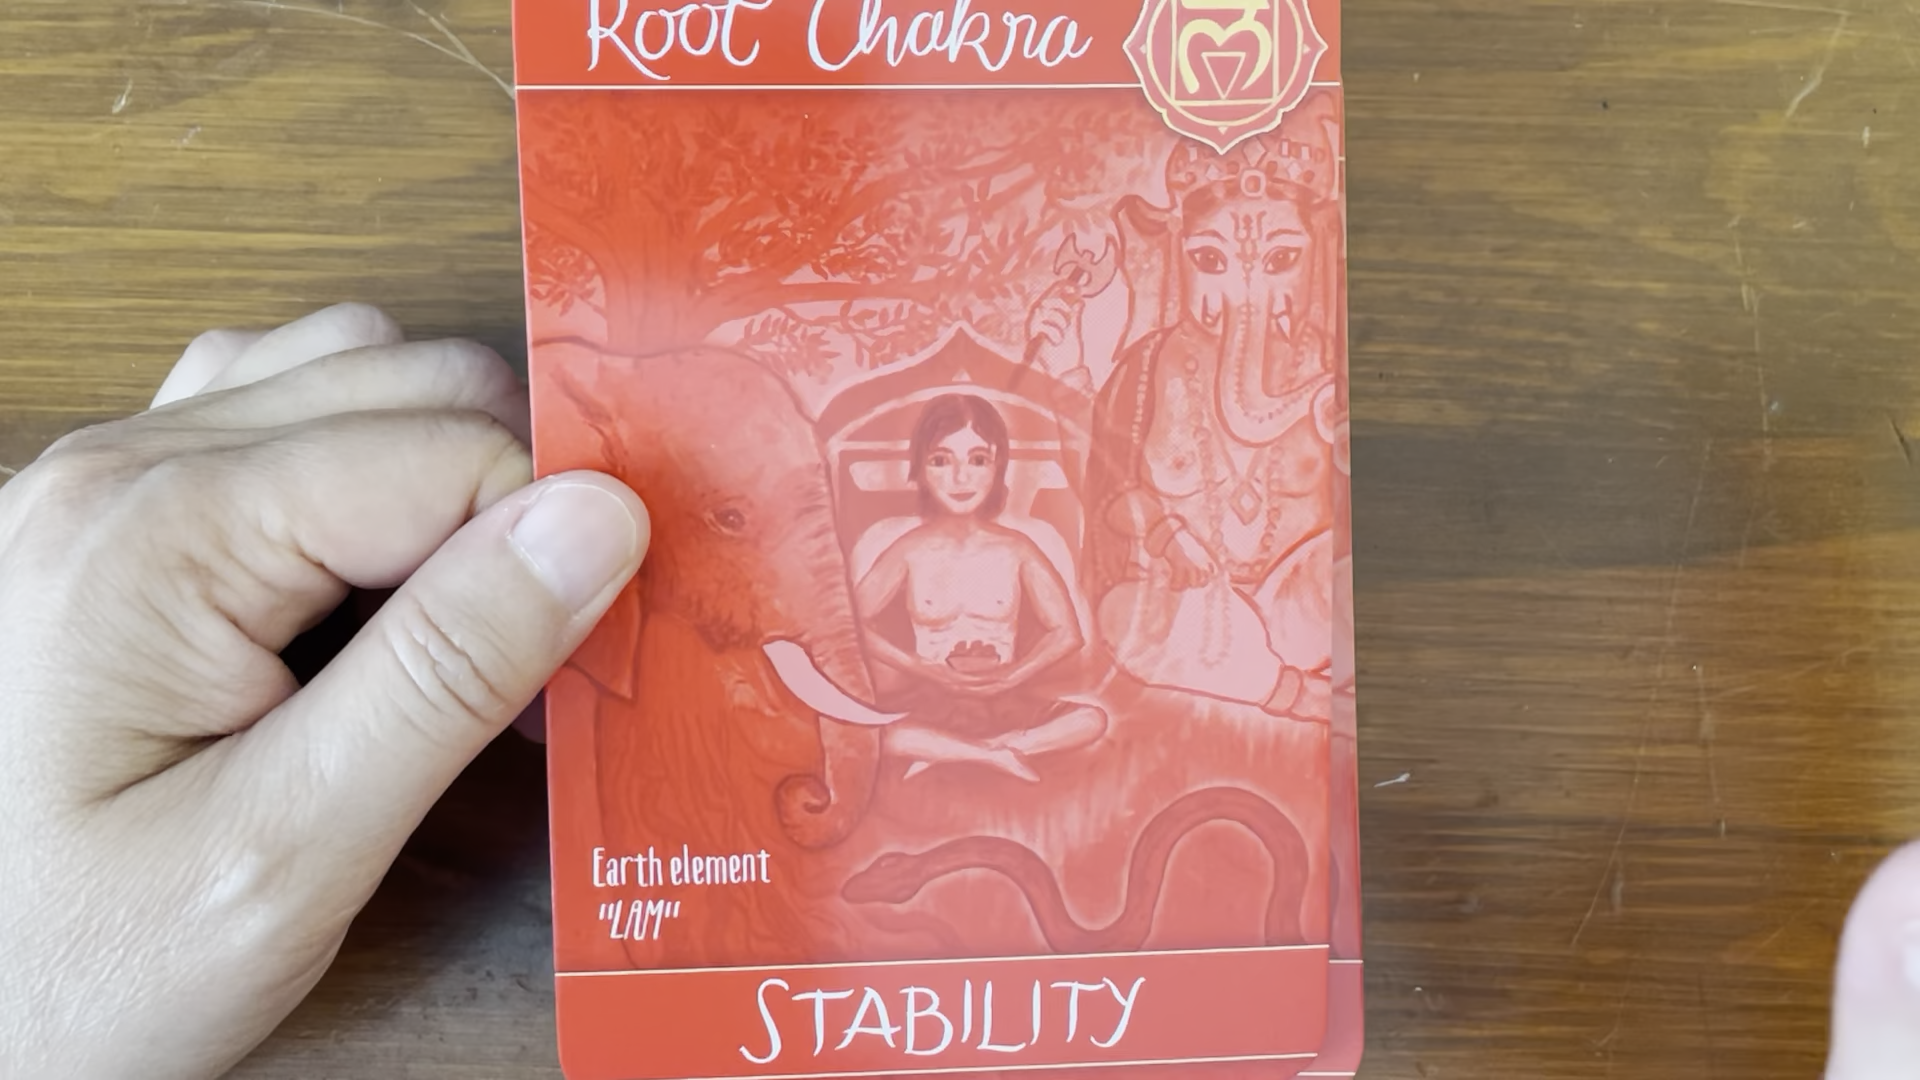 Root Chakra
लं
Earth element
"LAM"
STABILITY